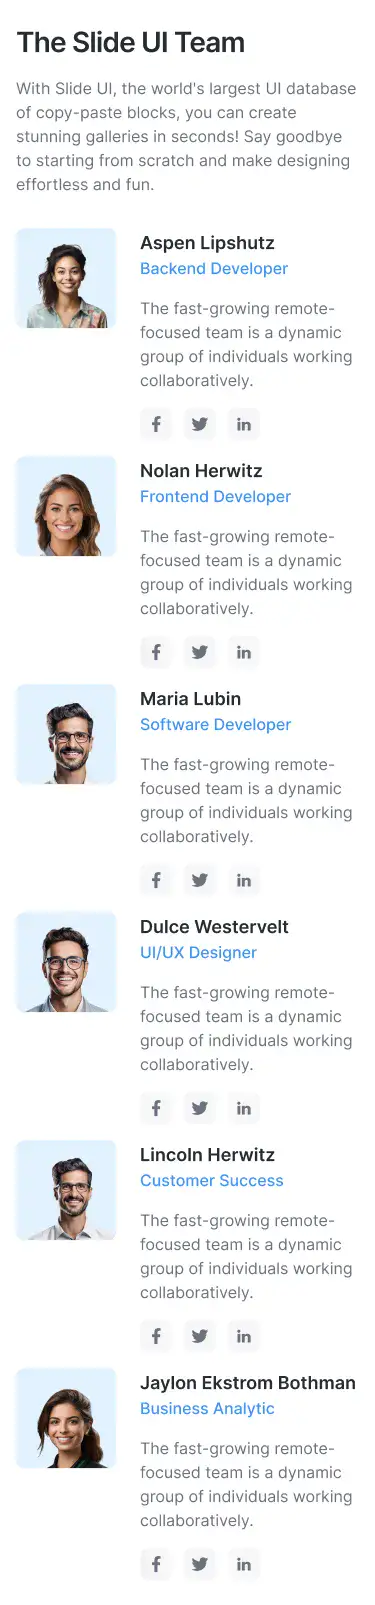 The Slide UI Team
With Slide UI, the world's largest UI database
of copy-paste blocks, you can create
stunning galleries in seconds! Say goodbye
to starting from scratch and make designing
effortless and fun.
Aspen Lipshutz
Backend Developer
The fast-growing remote-
focused team is a dynamic
group of individuals working
collaboratively.
Nolan Herwitz
Frontend Developer
The fast-growing remote-
focused team is a dynamic
group of individuals working
collaboratively.
Maria Lubin
Software Developer
The fast-growing remote-
focused team is a dynamic
group of individuals working
collaboratively.
Dulce Westervelt
UI/UX Designer
The fast-growing remote-
focused team is a dynamic
group of individuals working
collaboratively.
Lincoln Herwitz
Customer Success
The fast-growing remote-
focused team is a dynamic
group of individuals working
collaboratively.
Jaylon Ekstrom Bothman
Business Analytic
The fast-growing remote-
focused team is a dynamic
group of individuals working
collaboratively.